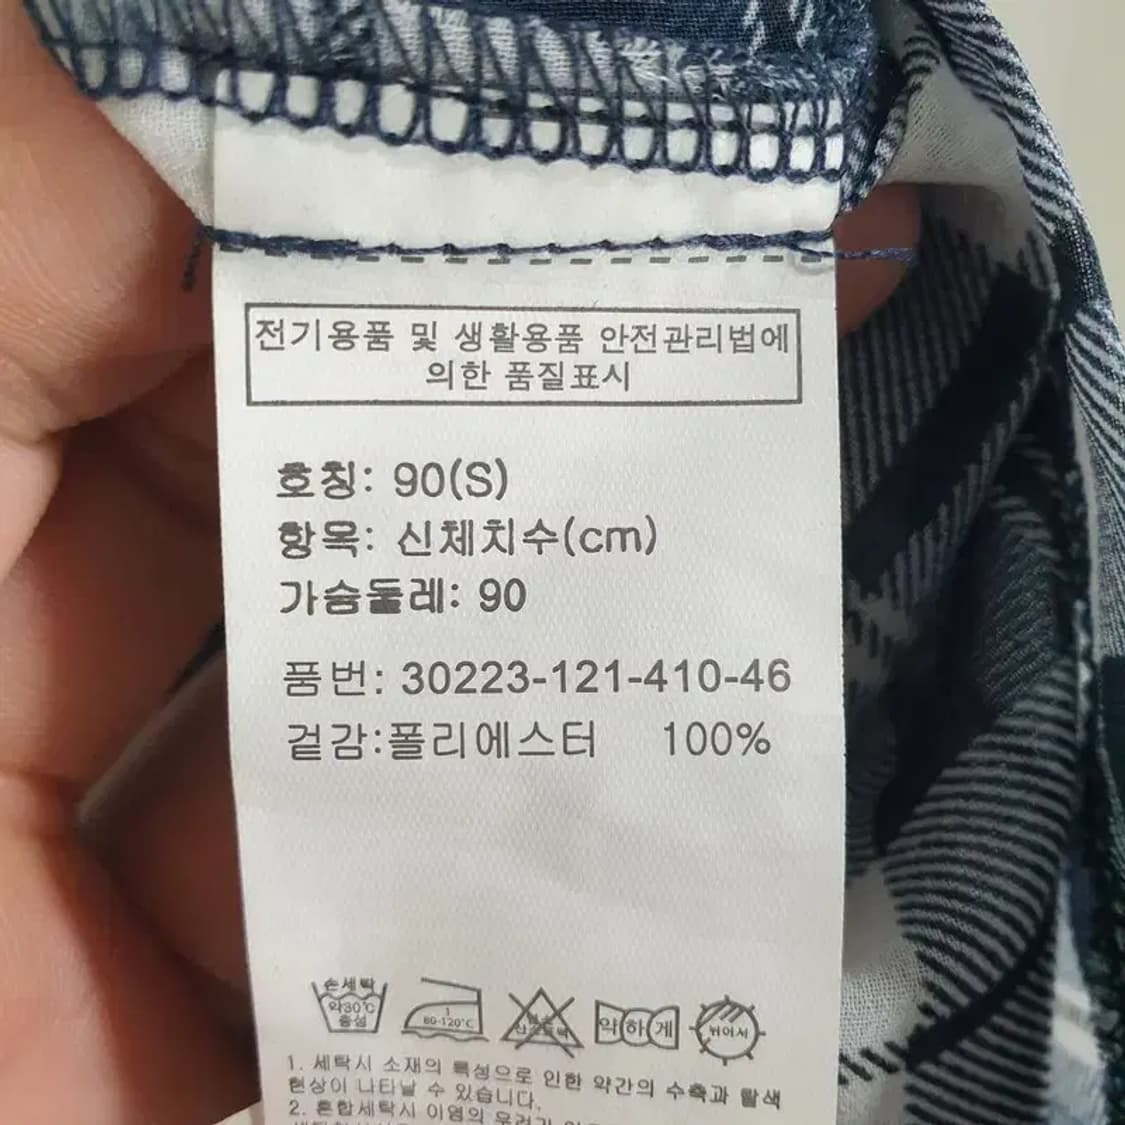 전기용품 및 생활용품 안전관리법에
의한 품질표시
호칭: 90(S)
항목: 신체치수(cm)
가슴둘레: 90
품번: 30223-121-410-46
겉감:폴리에스터 100%
손세탁
약30℃
중성
1
80-120℃
약하게
뉘어서
1. 세탁시 소재의 특성으로 인한 약간의 수축과 탈색
현상이 나타날 수 있습니다.
2. 혼합세탁시 이염의 우려가